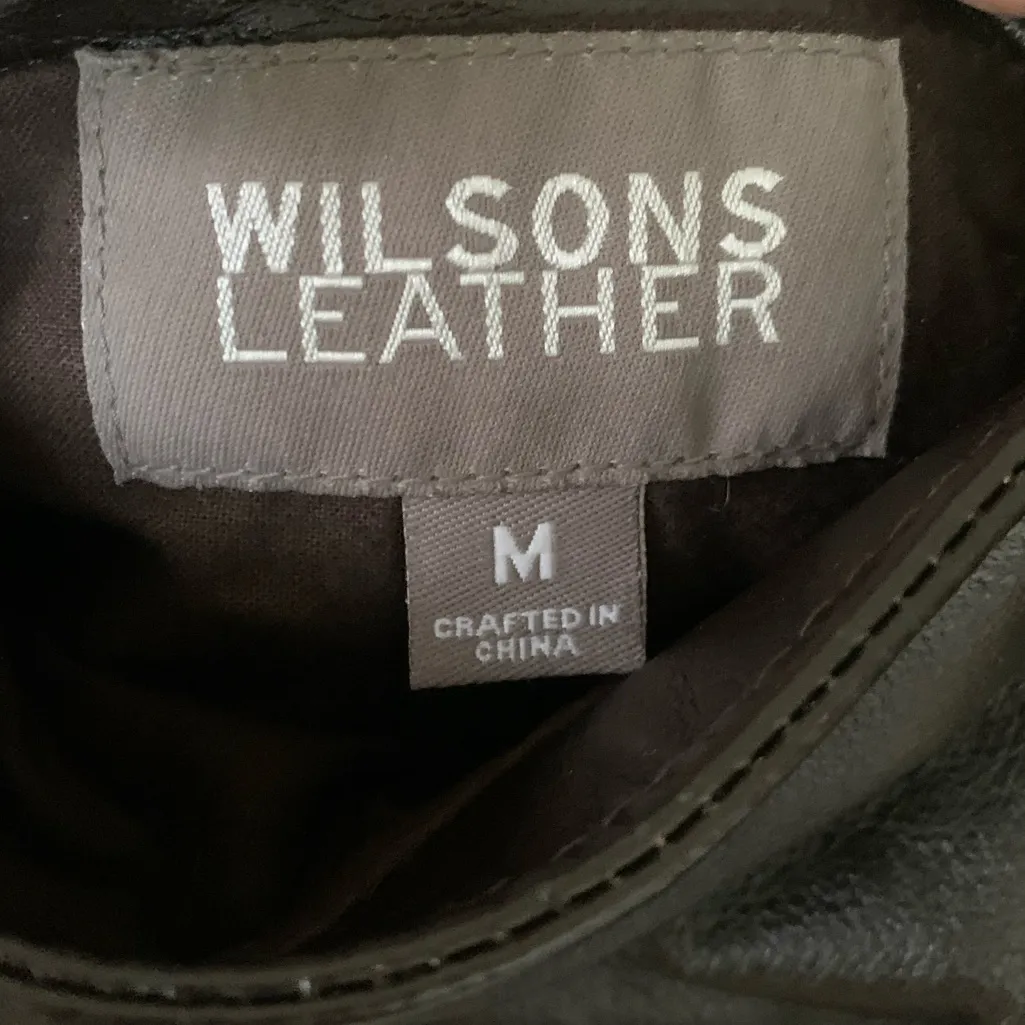 WILSONS
LEATHER
M
CRAFTED IN
CHINA